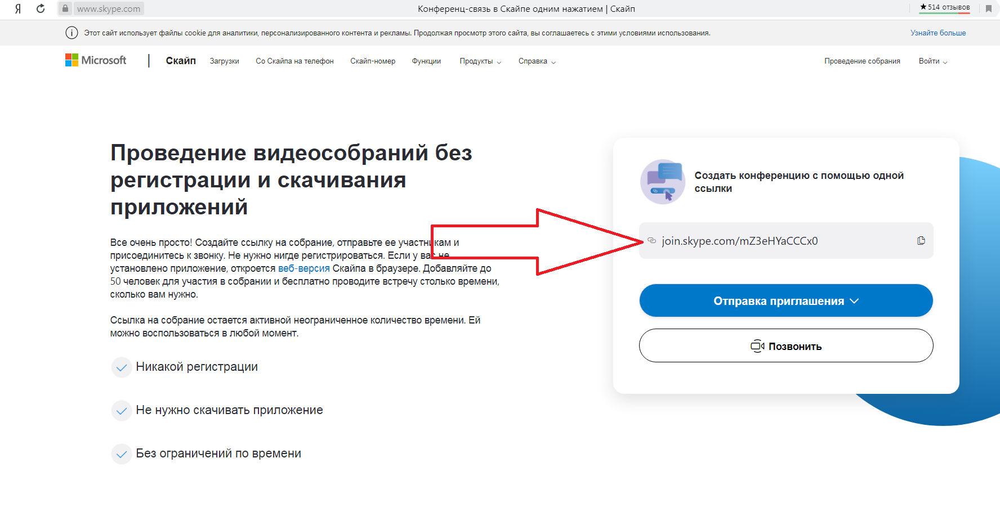 Я www.skype.com Конференц-связь в Скайпе одним нажатием | Скайп ★514 отзывов
Этот сайт использует файлы cookie для аналитики, персонализированного контента и рекламы. Продолжая просмотр этого сайта, вы соглашаетесь с этими условиями использования. Узнайте больше
Microsoft Скайп Загрузки Со Скайпа на телефон Скайп-номер Функции Продукты Справка Проведение собрания Войти
Проведение видеособраний без
регистрации и скачивания
приложений
Все очень просто! Создайте ссылку на собрание, отправьте ее участникам и
присоединитесь к звонку. Не нужно нигде регистрироваться. Если у вас не
установлено приложение, откроется веб-версия Скайпа в браузере. Добавляйте до
50 человек для участия в собрании и бесплатно проводите встречу столько времени,
сколько вам нужно.
Ссылка на собрание остается активной неограниченное количество времени. Ей
можно воспользоваться в любой момент.
Никакой регистрации
Не нужно скачивать приложение
Без ограничений по времени
Создать конференцию с помощью одной
ссылки
join.skype.com/mZ3eHYaCCCx0
Отправка приглашения
Позвонить